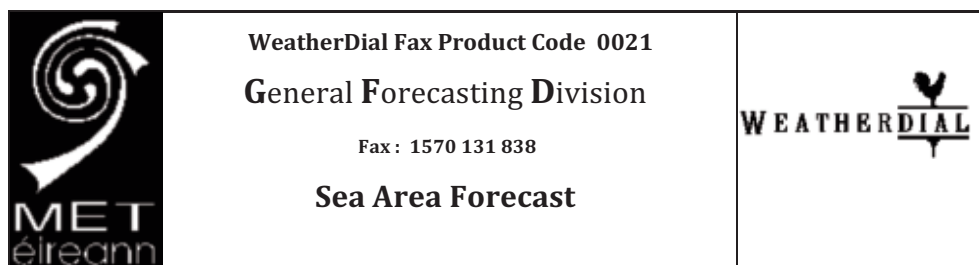 MET
éireann
WeatherDial Fax Product Code 0021
General Forecasting Division
Fax : 1570 131 838
Sea Area Forecast
WEATHERDIAL